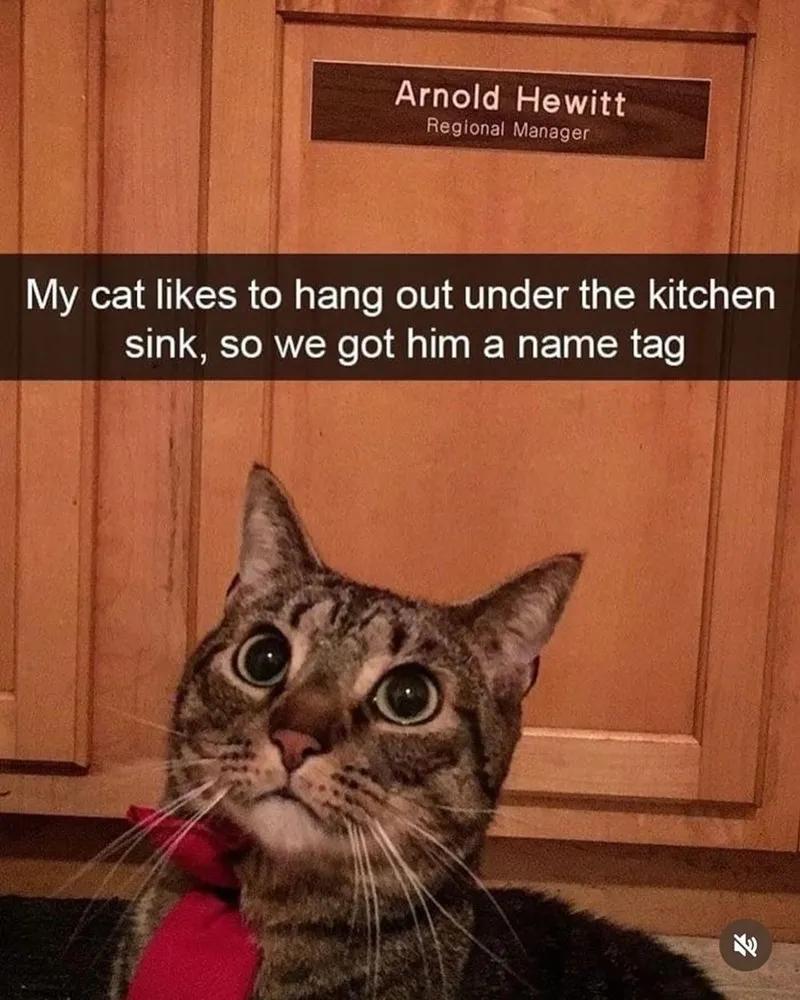 Arnold Hewitt
Regional Manager
My cat likes to hang out under the kitchen
sink, so we got him a name tag